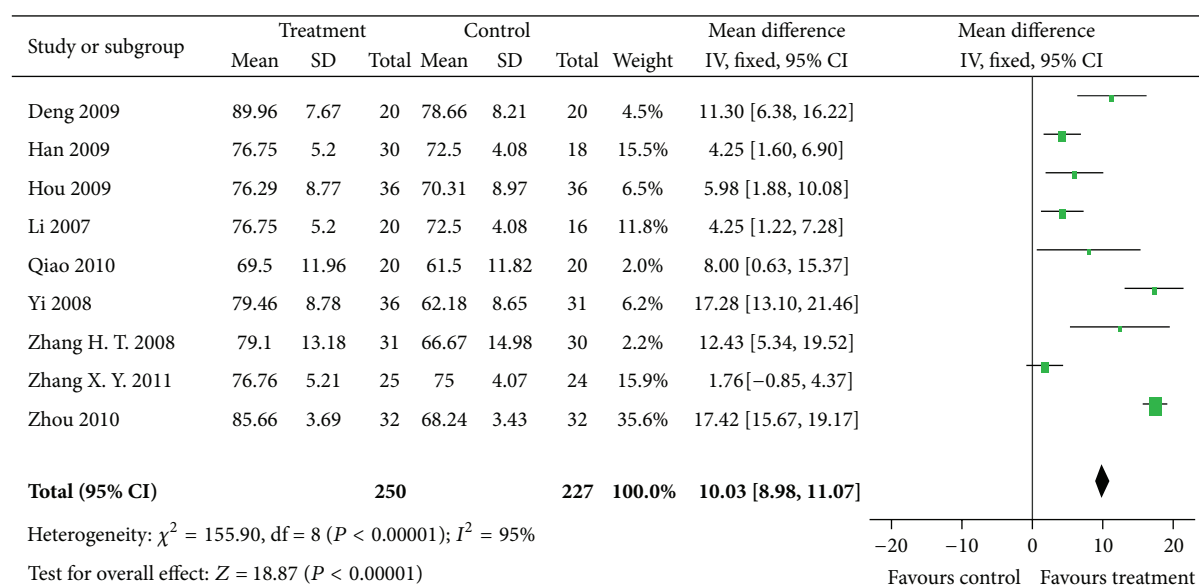 Study or subgroup Treatment Control Mean difference Mean difference
Mean SD Total Mean SD Total Weight IV, fixed, 95% CI IV, fixed, 95% CI
Deng 2009 89.96 7.67 20 78.66 8.21 20 4.5% 11.30 [6.38, 16.22]
Han 2009 76.75 5.2 30 72.5 4.08 18 15.5% 4.25 [1.60, 6.90]
Hou 2009 76.29 8.77 36 70.31 8.97 36 6.5% 5.98 [1.88, 10.08]
Li 2007 76.75 5.2 20 72.5 4.08 16 11.8% 4.25 [1.22, 7.28]
Qiao 2010 69.5 11.96 20 61.5 11.82 20 2.0% 8.00 [0.63, 15.37]
Yi 2008 79.46 8.78 36 62.18 8.65 31 6.2% 17.28 [13.10, 21.46]
Zhang H. T. 2008 79.1 13.18 31 66.67 14.98 30 2.2% 12.43 [5.34, 19.52]
Zhang X. Y. 2011 76.76 5.21 25 75 4.07 24 15.9% 1.76 [−0.85, 4.37]
Zhou 2010 85.66 3.69 32 68.24 3.43 32 35.6% 17.42 [15.67, 19.17]
Total (95% CI) 250 227 100.0% 10.03 [8.98, 11.07]
Heterogeneity: χ² = 155.90, df = 8 (P < 0.00001); I² = 95%
Test for overall effect: Z = 18.87 (P < 0.00001)
−20 −10 0 10 20
Favours control Favours treatment